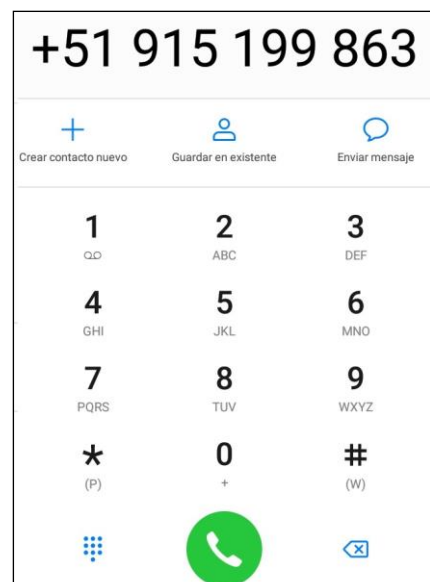 +51 915 199 863
Crear contacto nuevo Guardar en existente Enviar mensaje
1 2 3
ABC DEF
4 5 6
GHI JKL MNO
7 8 9
PQRS TUV WXYZ
* 0 #
(P) + (W)